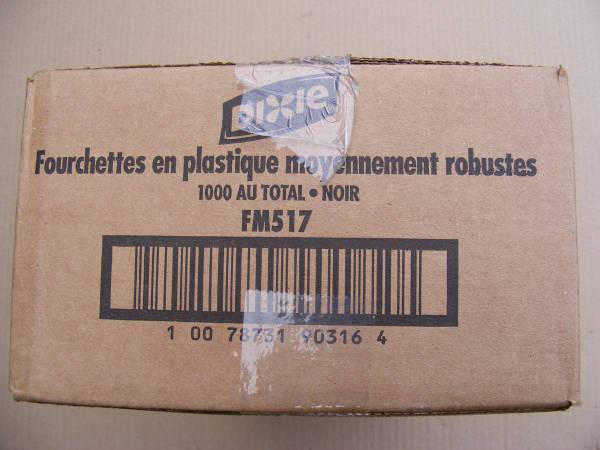 DIXIE
Fourchettes en plastique moyennement robustes
1000 AU TOTAL • NOIR
FM517
1 00 78731 90316 4